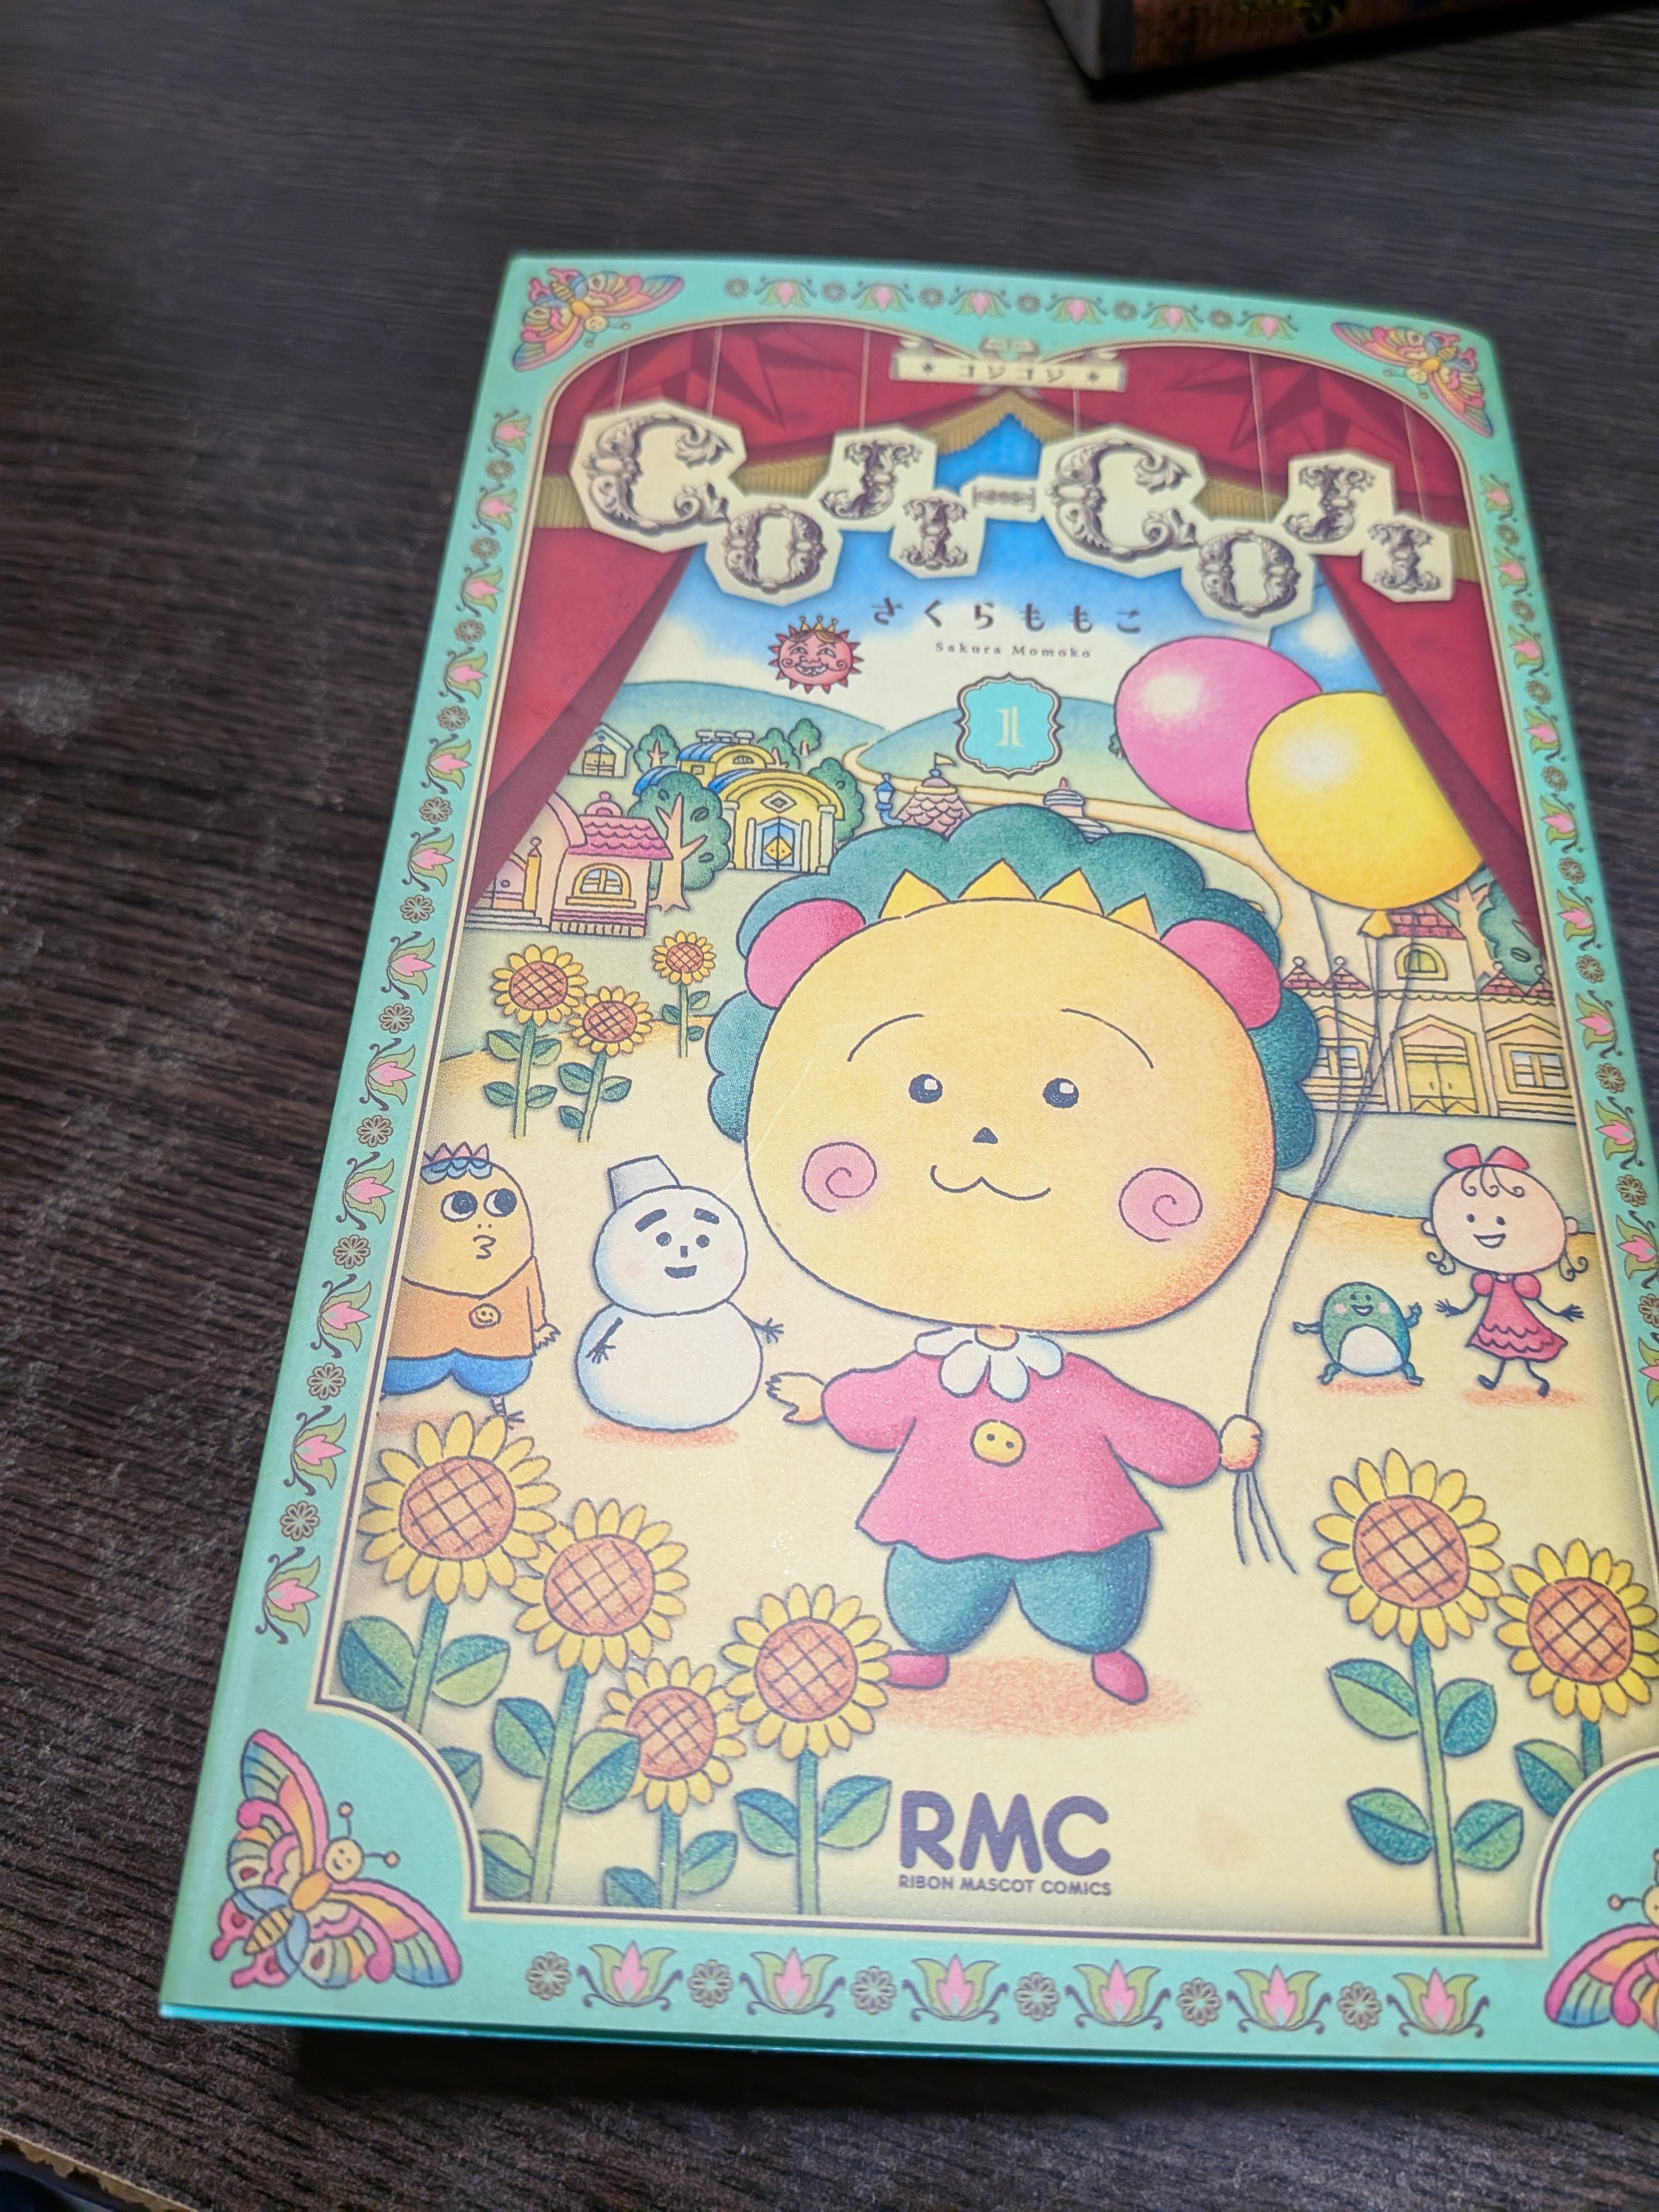 ★ コジコジ ★
COJI-COJI
さくらももこ
Sakura Momoko
1
RMC
RIBON MASCOT COMICS